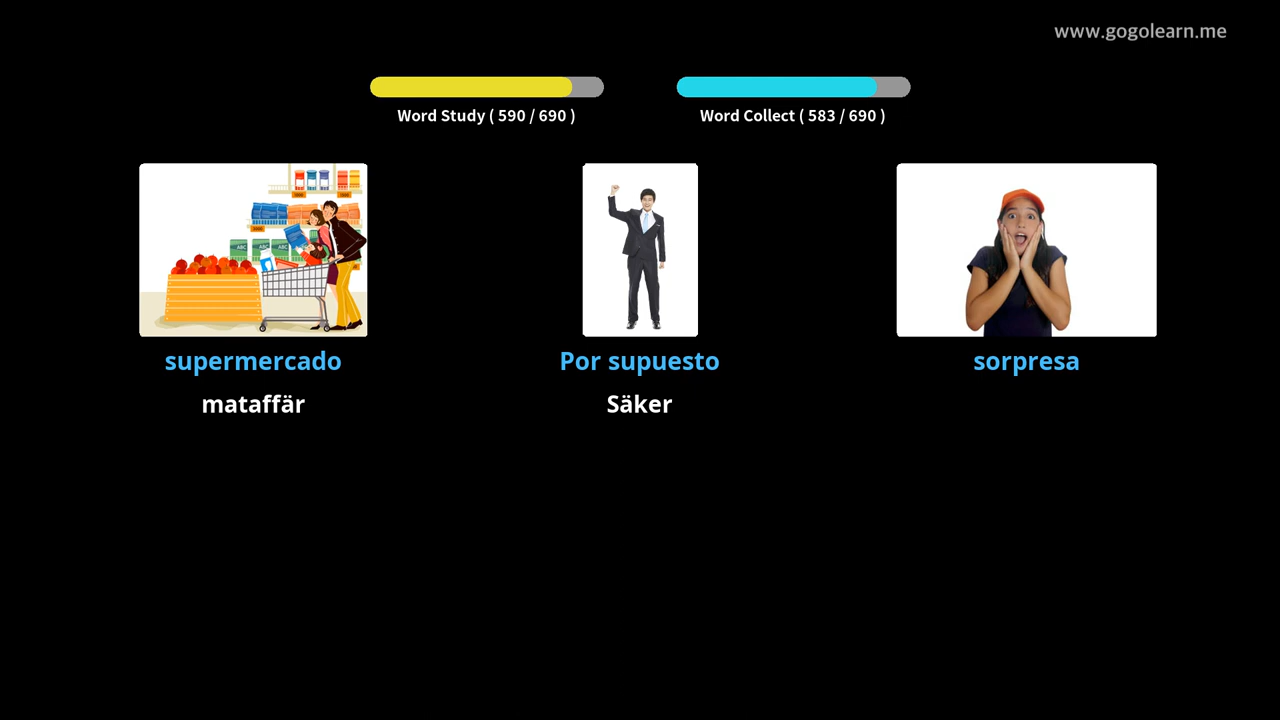 www.gogolearn.me
Word Study ( 590 / 690 )
Word Collect ( 583 / 690 )
supermercado
mataffär
Por supuesto
Säker
sorpresa